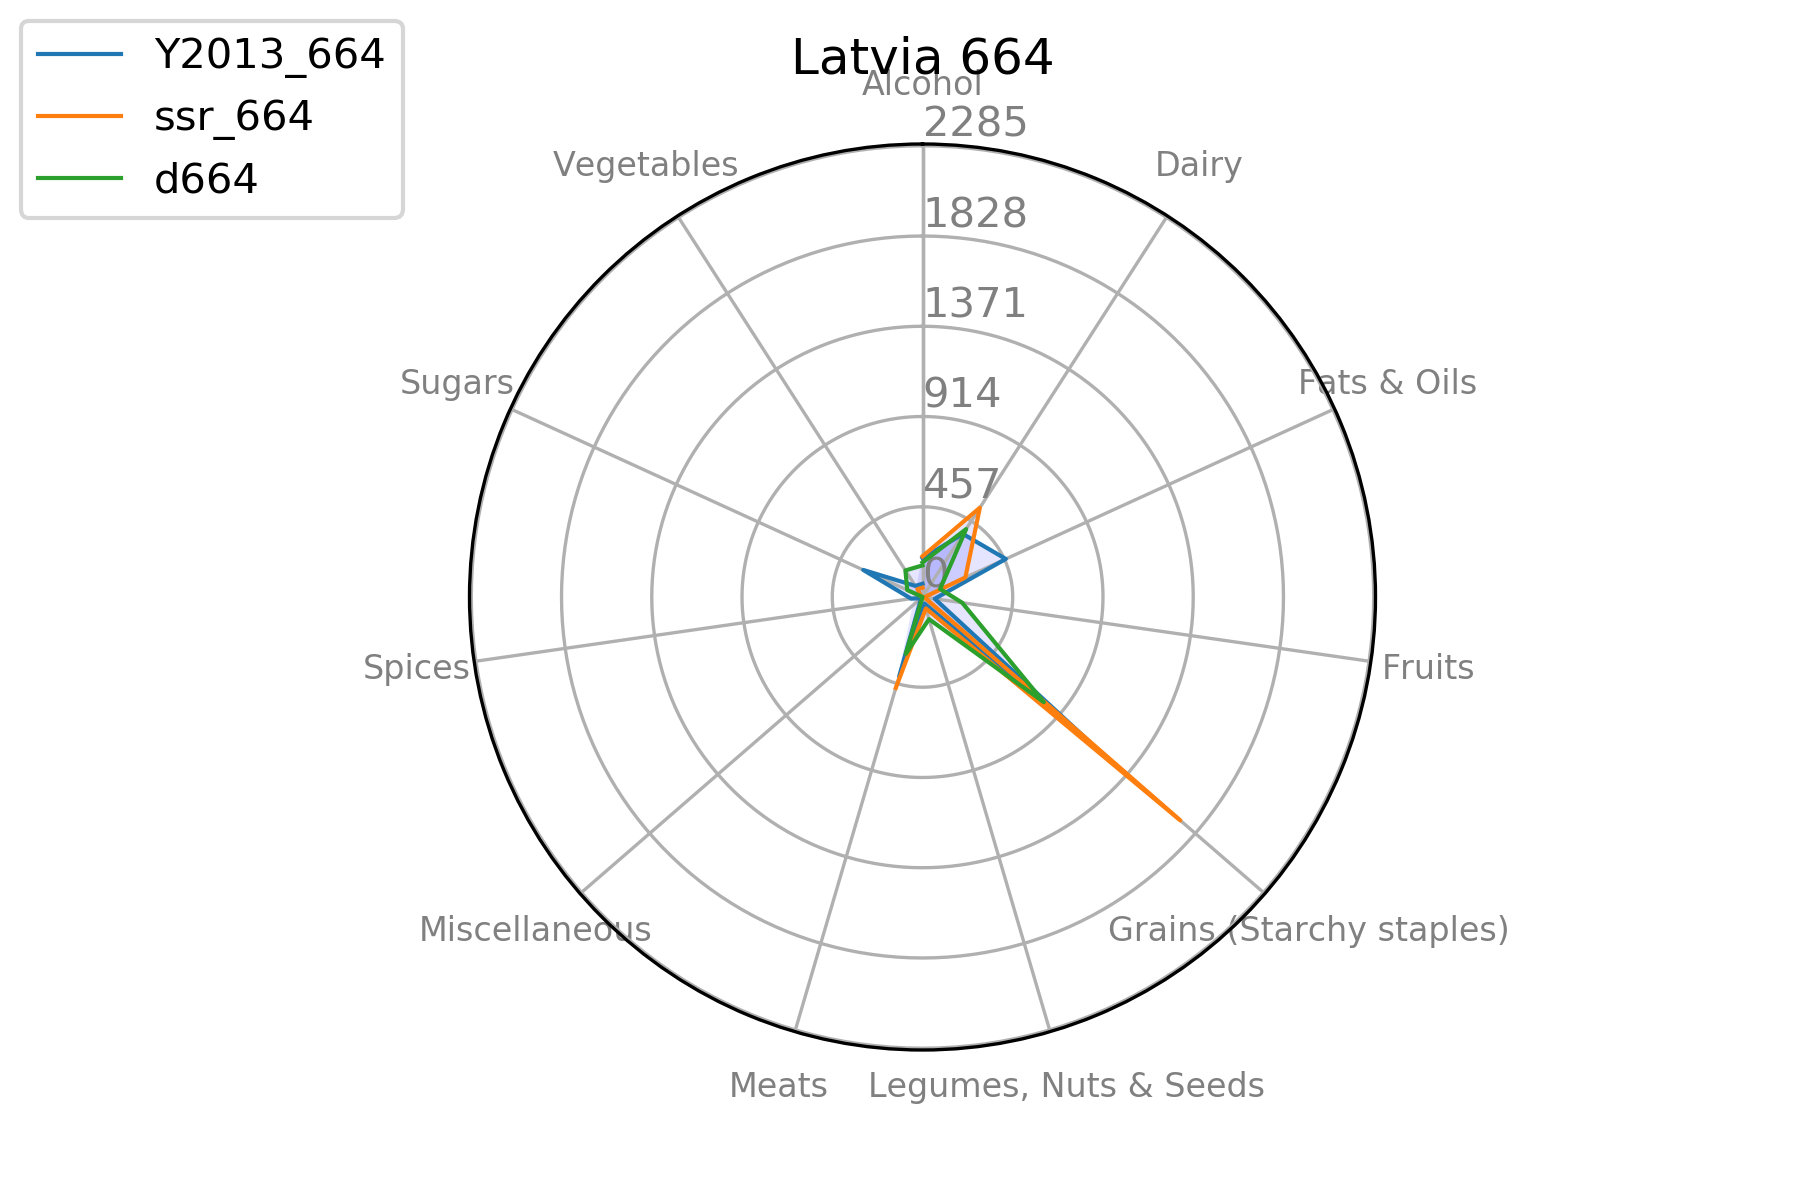 Y2013_664
ssr_664
d664
Latvia 664
Alcohol
2285
Vegetables
Dairy
1828
1371
Sugars
914
Fats & Oils
457
0
Spices
Fruits
Miscellaneous
Grains (Starchy staples)
Meats
Legumes, Nuts & Seeds